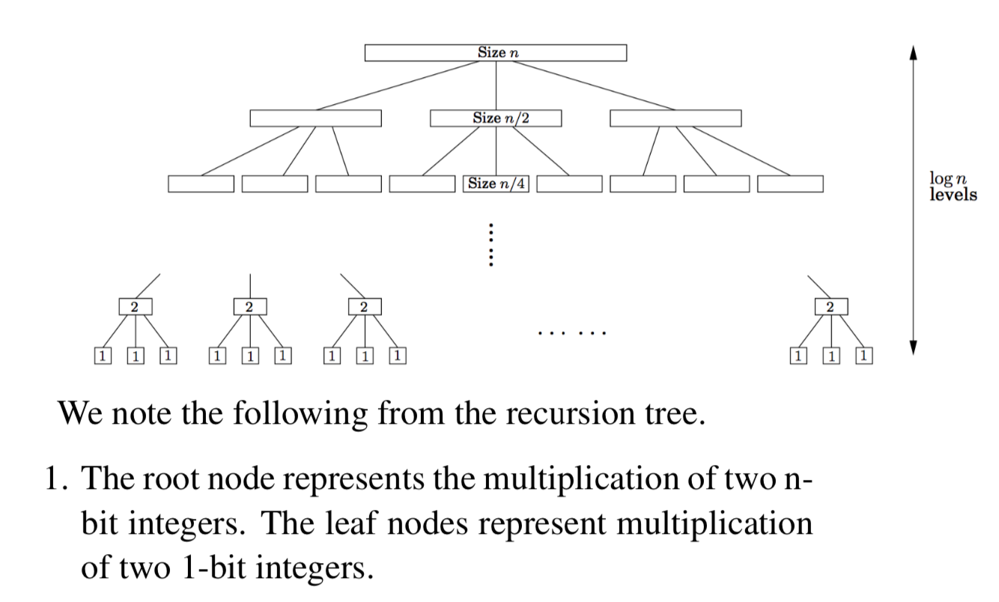 Size n
Size n/2
Size n/4
log n
levels
2 2 2 2
1 1 1 1 1 1 1 1 1 1 1 1
We note the following from the recursion tree.
1. The root node represents the multiplication of two n-
bit integers. The leaf nodes represent multiplication
of two 1-bit integers.